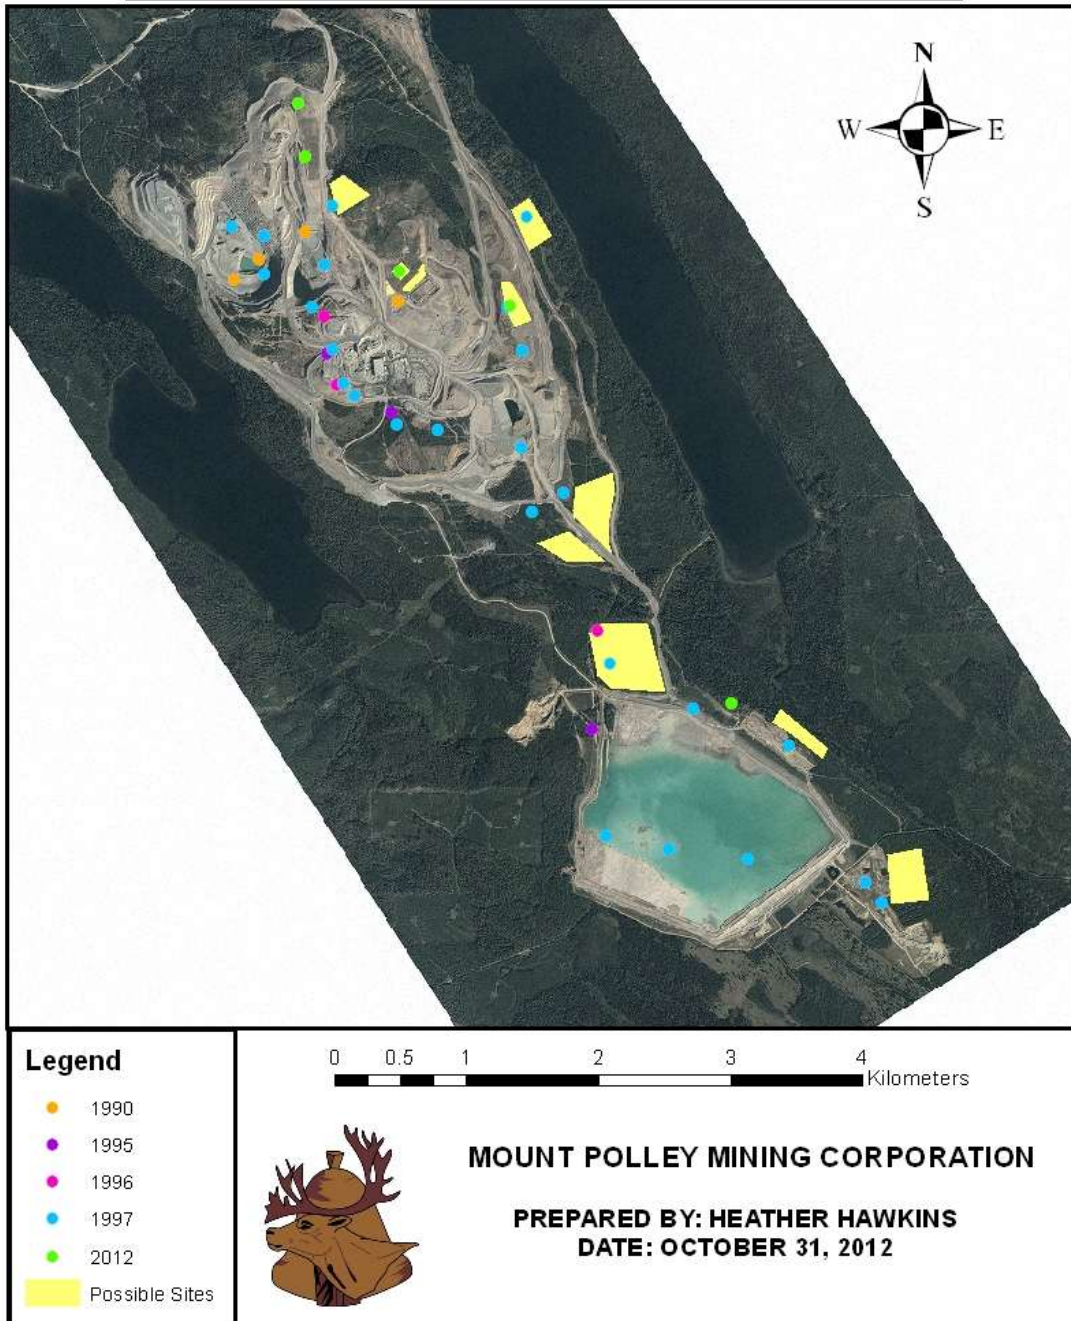 N
W E
S
Legend
1990
1995
1996
1997
2012
Possible Sites
0 0.5 1 2 3 4
Kilometers
MOUNT POLLEY MINING CORPORATION
PREPARED BY: HEATHER HAWKINS
DATE: OCTOBER 31, 2012